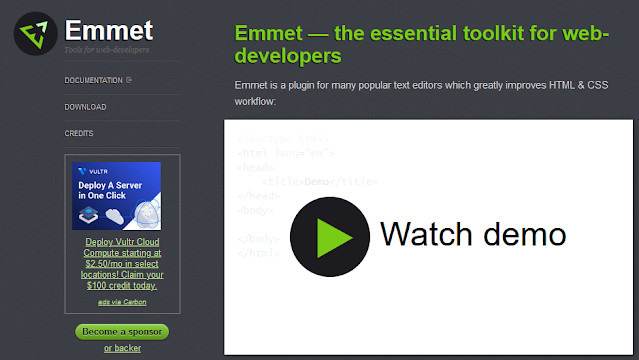 Emmet
Tools for web-developers
DOCUMENTATION
DOWNLOAD
CREDITS
VULTR
Deploy A Server
in One Click
Deploy Vultr Cloud
Compute starting at
$2.50/mo in select
locations! Claim your
$100 credit today.
ads via Carbon
Become a sponsor
or backer
Emmet — the essential toolkit for web-
developers
Emmet is a plugin for many popular text editors which greatly improves HTML & CSS
workflow:
<!doctype html>
<html lang="en">
<head>
<title>Demo</title>
</head>
<body>
</body>
</html>
Watch demo